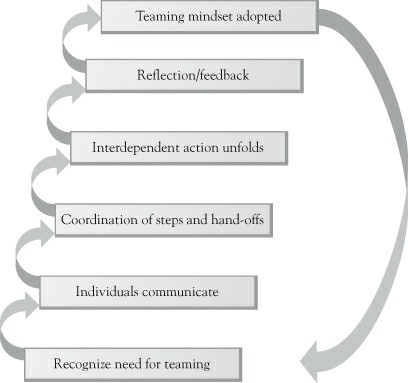 Teaming mindset adopted
Reflection/feedback
Interdependent action unfolds
Coordination of steps and hand-offs
Individuals communicate
Recognize need for teaming